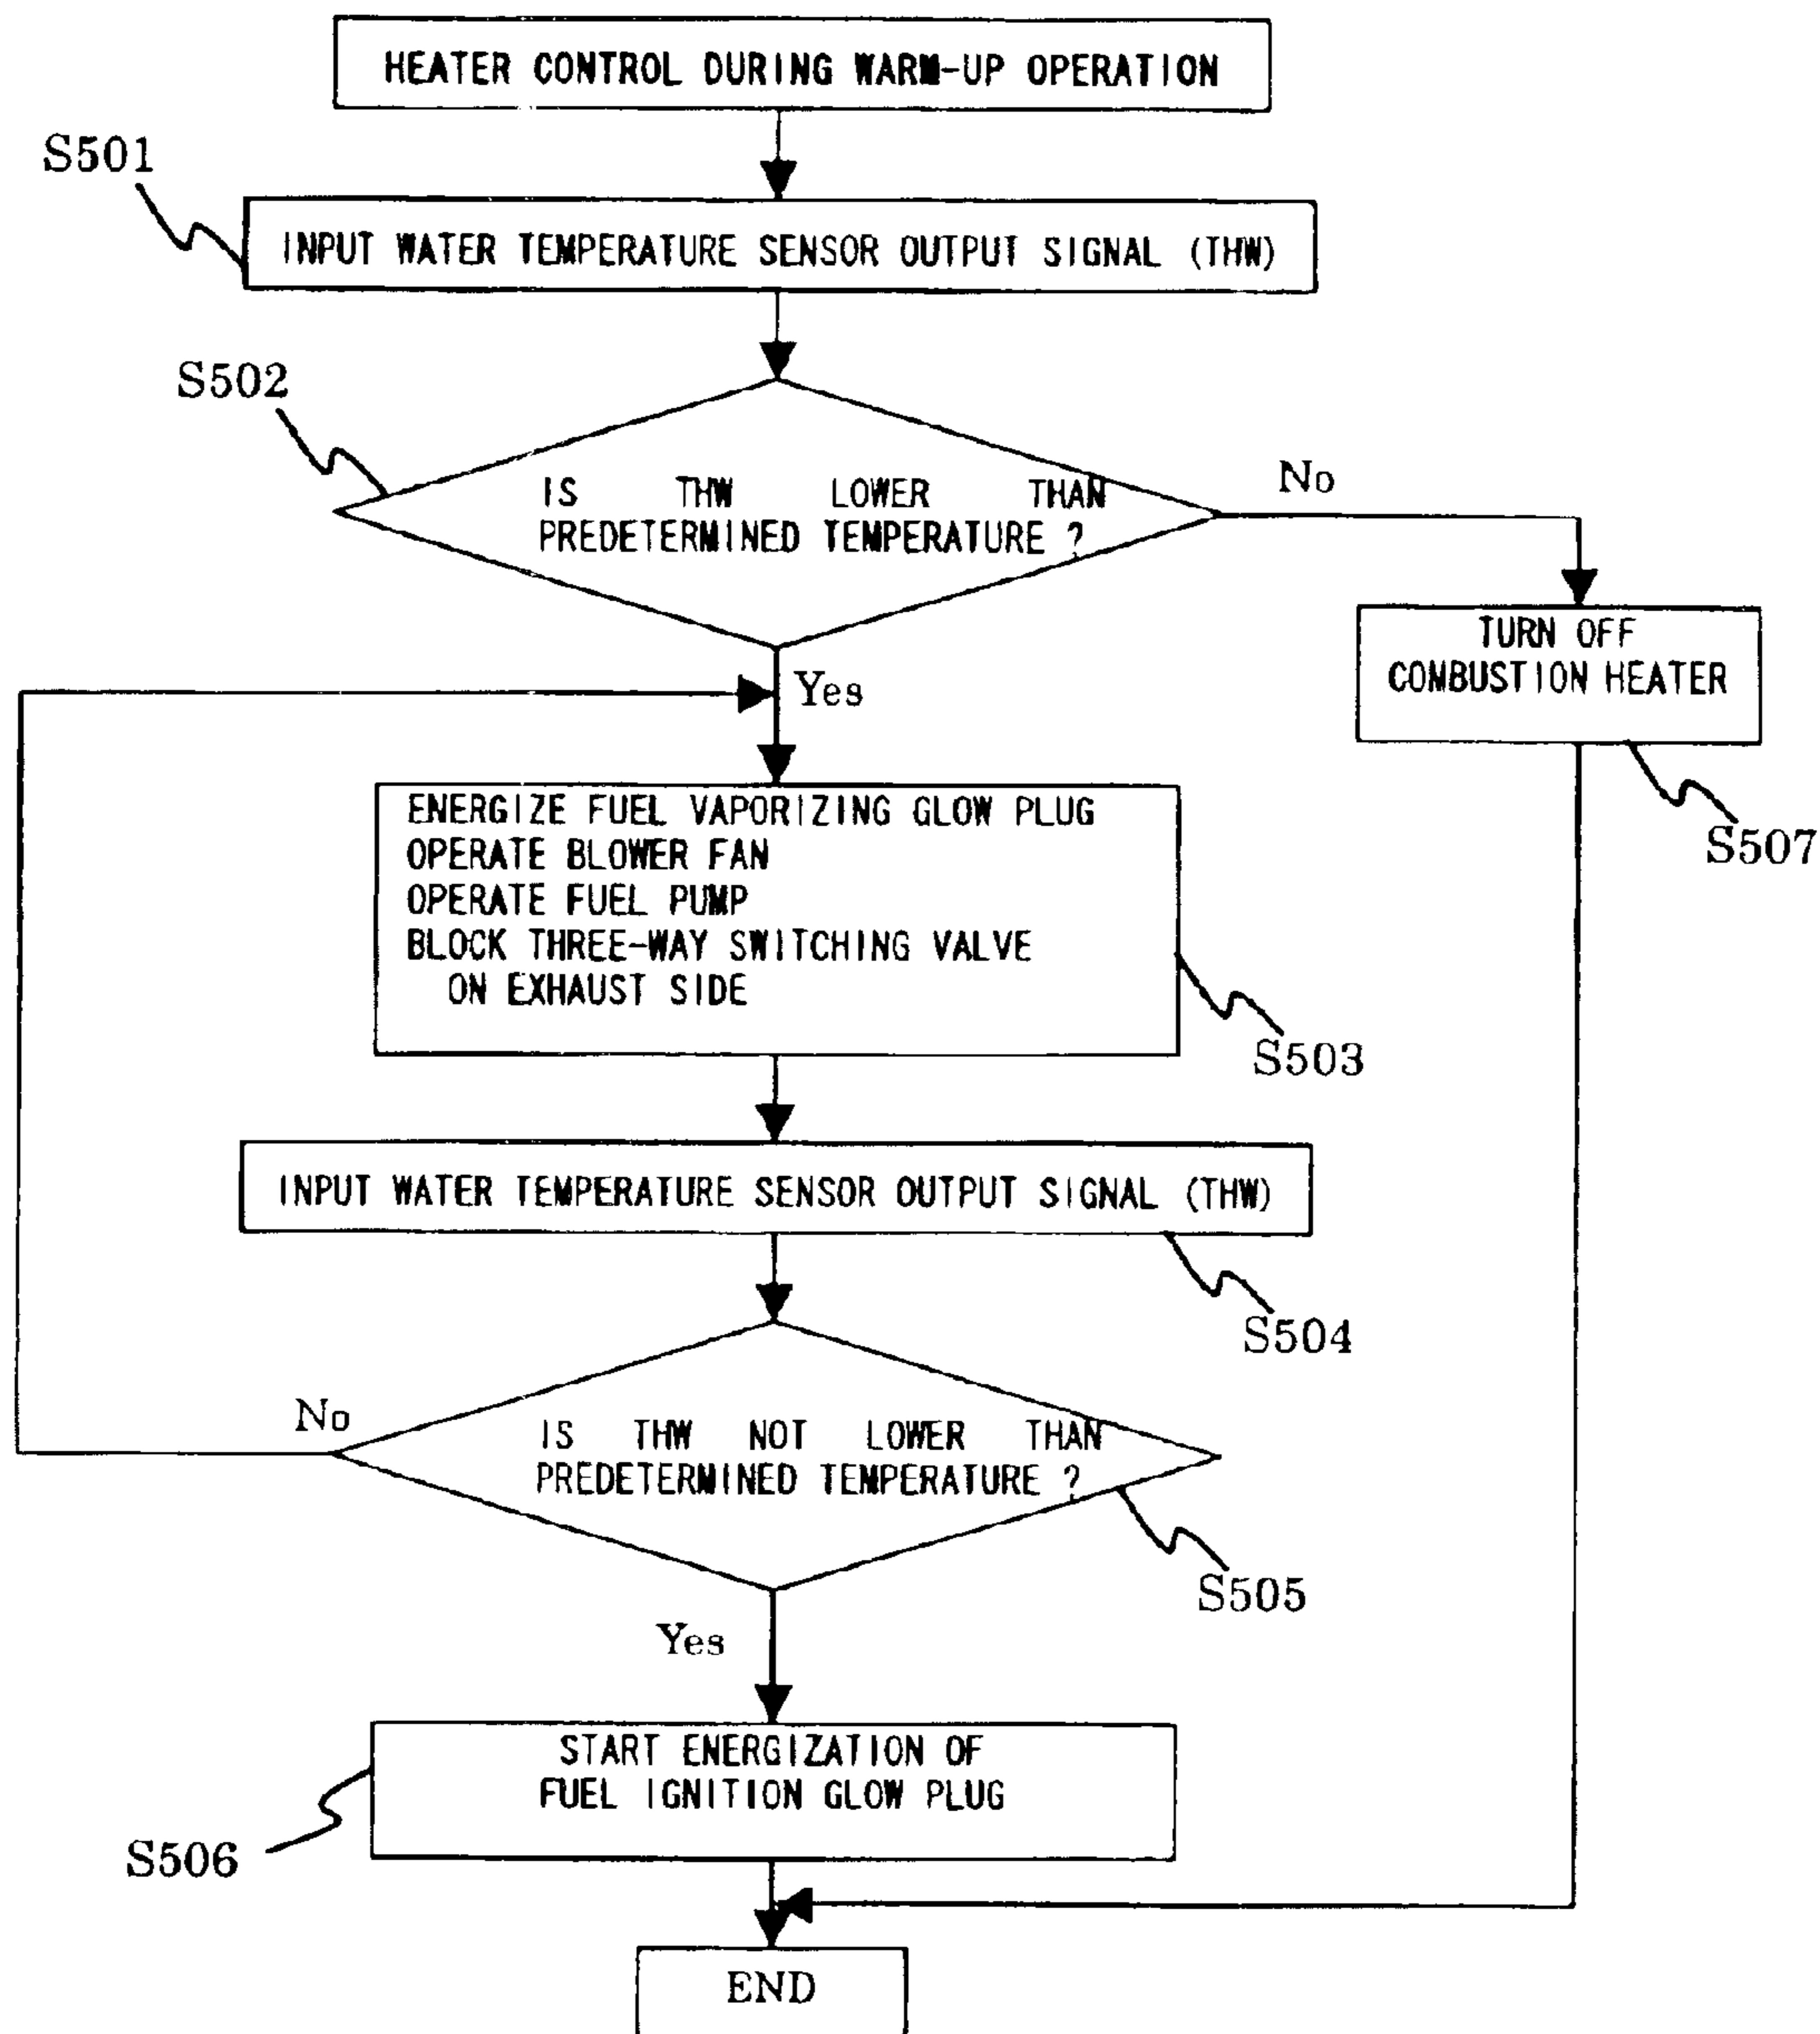 HEATER CONTROL DURING WARM-UP OPERATION
S501
INPUT WATER TEMPERATURE SENSOR OUTPUT SIGNAL (THW)
S502
IS THW LOWER THAN
PREDETERMINED TEMPERATURE ?
No
TURN OFF
COMBUSTION HEATER
S507
Yes
ENERGIZE FUEL VAPORIZING GLOW PLUG
OPERATE BLOWER FAN
OPERATE FUEL PUMP
BLOCK THREE-WAY SWITCHING VALVE
ON EXHAUST SIDE
S503
INPUT WATER TEMPERATURE SENSOR OUTPUT SIGNAL (THW)
S504
No
IS THW NOT LOWER THAN
PREDETERMINED TEMPERATURE ?
S505
Yes
START ENERGIZATION OF
FUEL IGNITION GLOW PLUG
S506
END